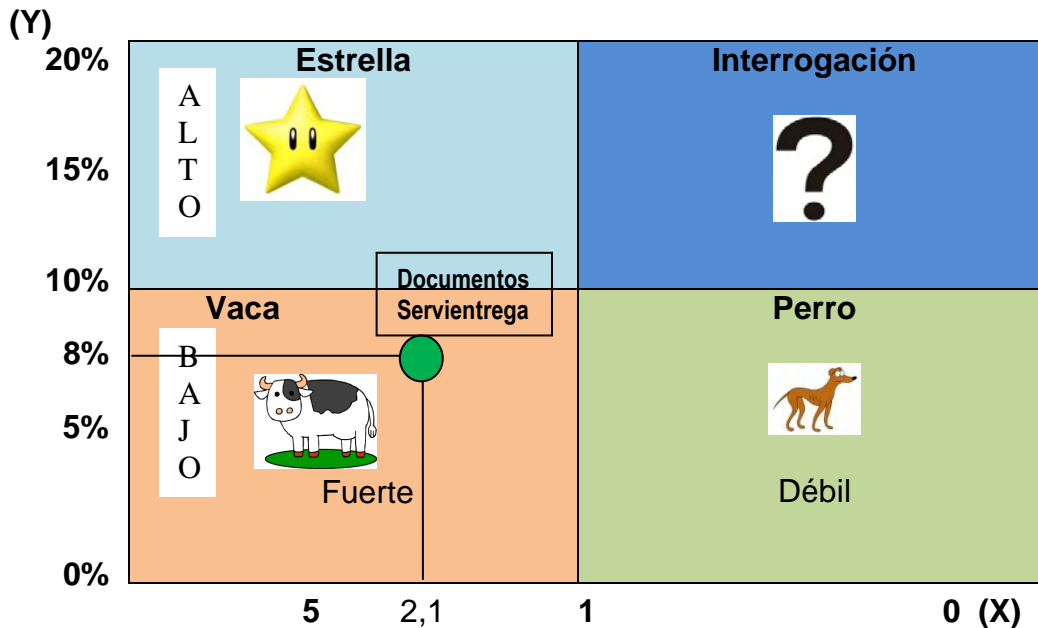 (Y)
20%
Estrella
Interrogación
A
L
T
O
?
15%
10%
Documentos
Servientrega
Vaca
Perro
8%
B
A
J
O
5%
Fuerte
Débil
0%
5
2,1
1
0 (X)